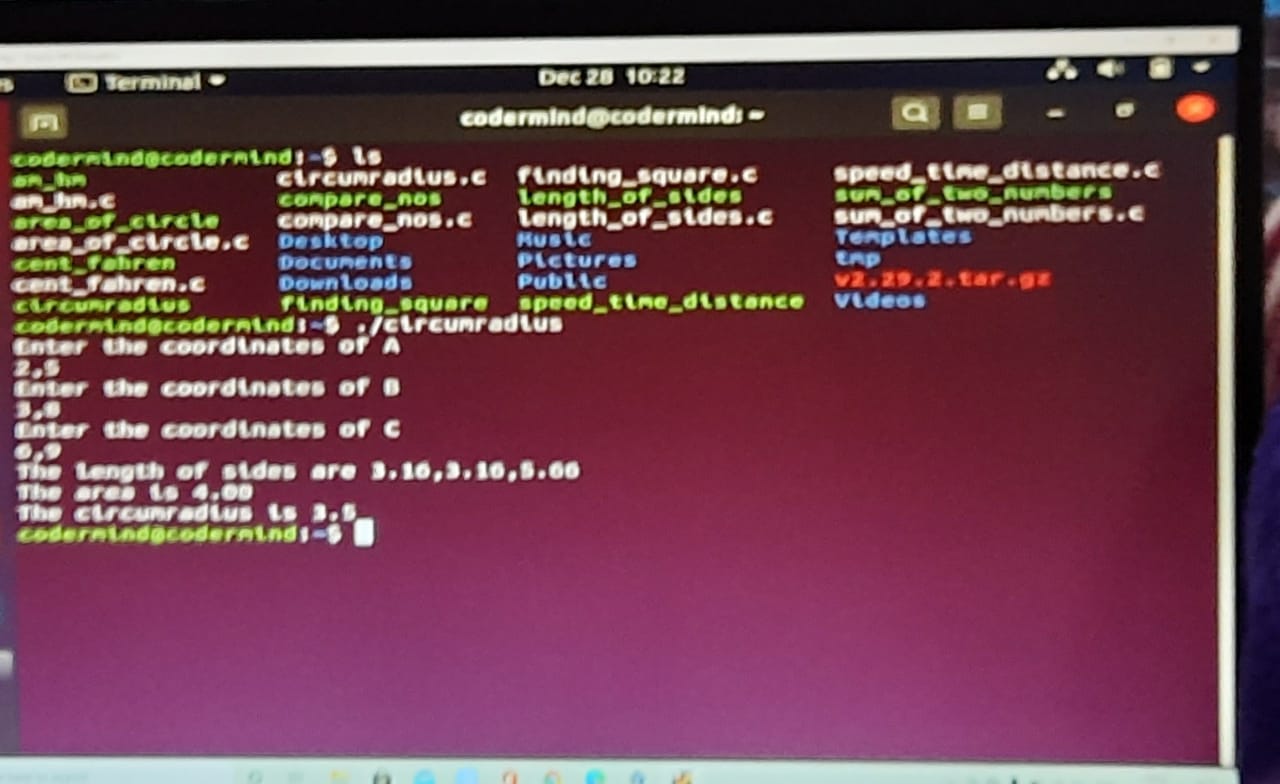 Terminal
Dec 28 10:22
codermind@codermind: ~
codermind@codermind:~$ ls
am_hm circumradius.c finding_square.c speed_time_distance.c
am_hm.c compare_nos length_of_sides sum_of_two_numbers
area_of_circle compare_nos.c length_of_sides.c sum_of_two_numbers.c
area_of_circle.c Desktop Music Templates
cent_fahren Documents Pictures tmp
cent_fahren.c Downloads Public v2.29.2.tar.gz
circumradius finding_square speed_time_distance Videos
codermind@codermind:~$ ./circumradius
Enter the coordinates of A
2,5
Enter the coordinates of B
3,8
Enter the coordinates of C
6,9
The length of sides are 3.16,3.16,5.66
The area is 4.00
The circumradius is 3.5
codermind@codermind:~$